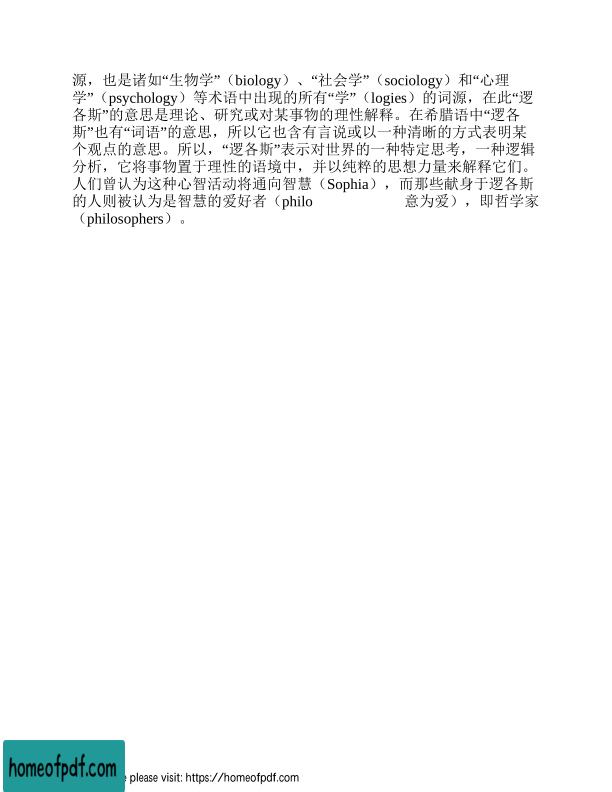 源，也是诸如“生物学”（biology）、“社会学”（sociology）和“心理
学”（psychology）等术语中出现的所有“学”（logies）的词源，在此“逻
各斯”的意思是理论、研究或对某事物的理性解释。在希腊语中“逻各
斯”也有“词语”的意思，所以它也含有言说或以一种清晰的方式表明某
个观点的意思。所以，“逻各斯”表示对世界的一种特定思考，一种逻辑
分析，它将事物置于理性的语境中，并以纯粹的思想力量来解释它们。
人们曾认为这种心智活动将通向智慧（Sophia），而那些献身于逻各斯
的人则被认为是智慧的爱好者（philo 意为爱），即哲学家
（philosophers）。
homeofpdf.com
please visit: https://homeofpdf.com